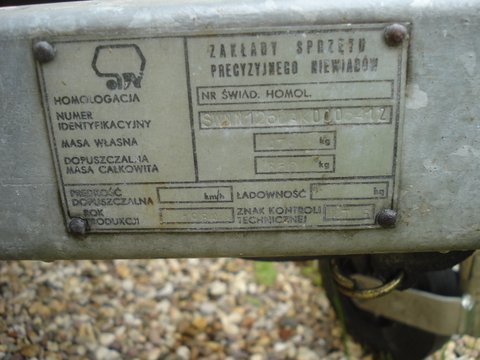 ZAKŁADY SPRZĘTU
PRECYZYJNEGO NIEWIADÓW
HOMOLOGACJA
NR ŚWIAD. HOMOL.
NUMER
IDENTYFIKACYJNY
MASA WŁASNA
kg
DOPUSZCZALNA
MASA CAŁKOWITA
kg
PRĘDKOŚĆ
DOPUSZCZALNA
km/h
ŁADOWNOŚĆ
kg
ROK
PRODUKCJI
ZNAK KONTROLI
TECHNICZNEJ